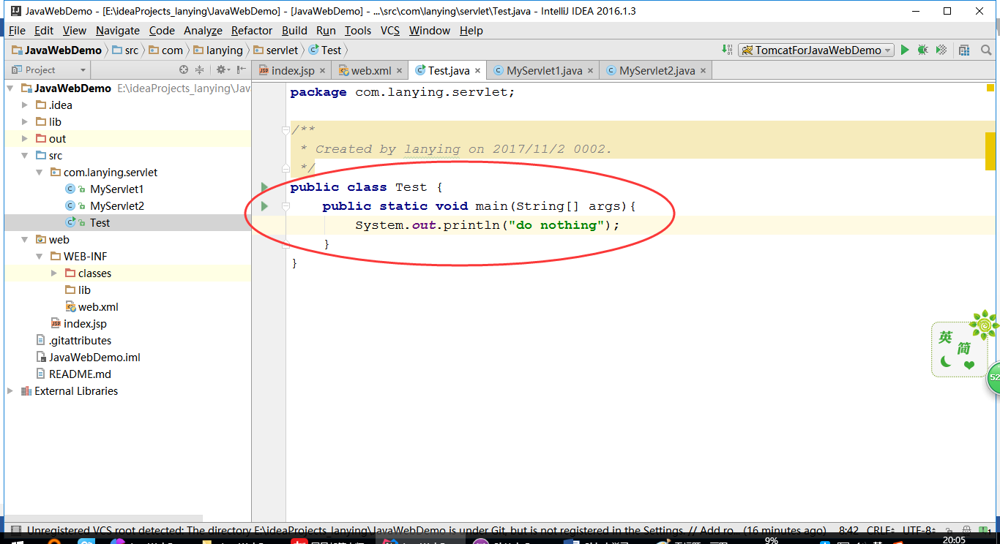 JavaWebDemo - [E:\ideaProjects_lanying\JavaWebDemo] - [JavaWebDemo] - ...\src\com\lanying\servlet\Test.java - IntelliJ IDEA 2016.1.3
File Edit View Navigate Code Analyze Refactor Build Run Tools VCS Window Help
JavaWebDemo src com lanying servlet Test TomcatForJavaWebDemo
Project index.jsp web.xml Test.java MyServlet1.java MyServlet2.java
JavaWebDemo E:\ideaProjects_lanying\Jav
.idea
lib
out
src
com.lanying.servlet
MyServlet1
MyServlet2
Test
web
WEB-INF
classes
lib
web.xml
index.jsp
.gitattributes
JavaWebDemo.iml
README.md
External Libraries
package com.lanying.servlet;
/**
* Created by lanying on 2017/11/2 0002.
*/
public class Test {
public static void main(String[] args){
System.out.println("do nothing");
}
}
英
简
52
Unregistered VCS root detected: The directory E:\ideaProjects_lanying\JavaWebDemo is under Git, but is not registered in the Settings. // Add ro... (16 minutes ago) 8:42 CRLF UTF-8
9%
20:05